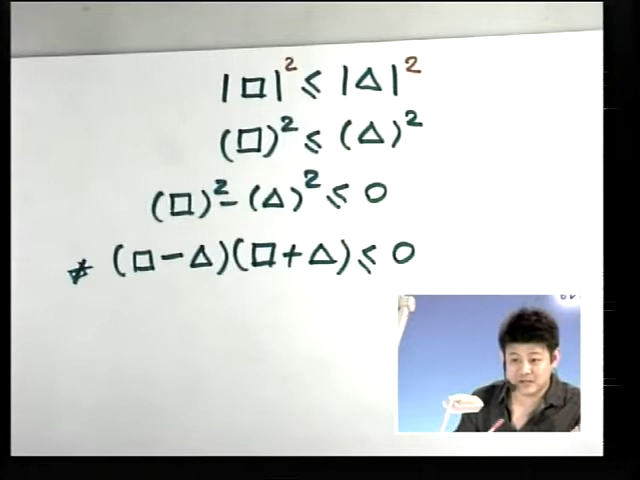 |□|² ≤ |△|²
(□)² ≤ (△)²
(□)² - (△)² ≤ 0
* (□-△)(□+△) ≤ 0